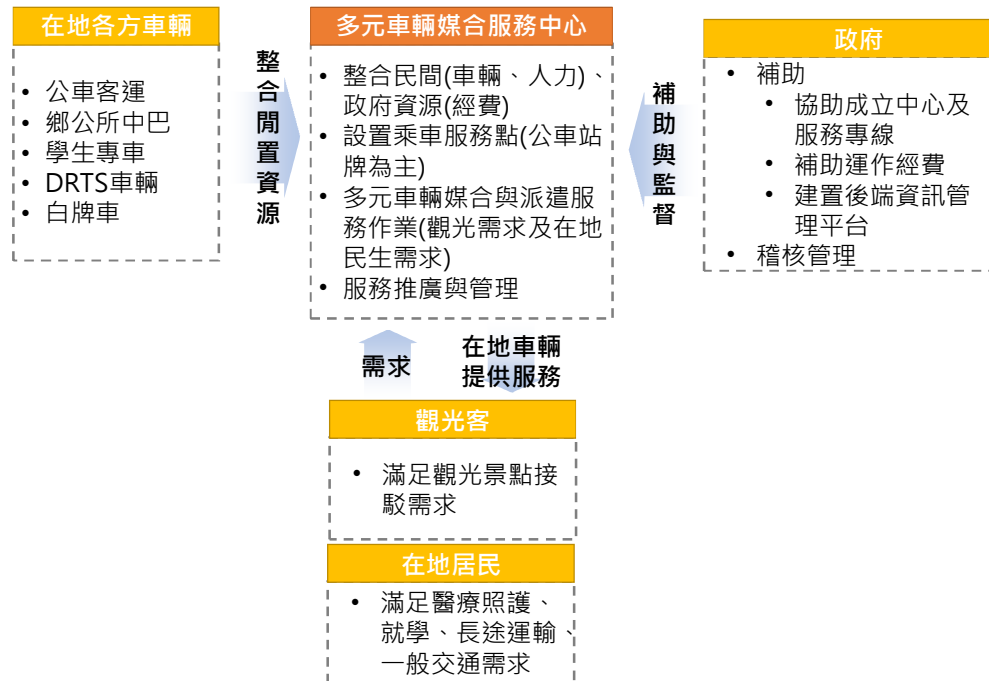 在地各方車輛
• 公車客運
• 鄉公所中巴
• 學生專車
• DRTS車輛
• 白牌車
整合閒置資源
多元車輛媒合服務中心
• 整合民間(車輛、人力)、
政府資源(經費)
• 設置乘車服務點(公車站
牌為主)
• 多元車輛媒合與派遣服
務作業(觀光需求及在地
民生需求)
• 服務推廣與管理
補助與監督
政府
• 補助
• 協助成立中心及
服務專線
• 補助運作經費
• 建置後端資訊管
理平台
• 稽核管理
需求
在地車輛
提供服務
觀光客
• 滿足觀光景點接
駁需求
在地居民
• 滿足醫療照護、
就學、長途運輸、
一般交通需求